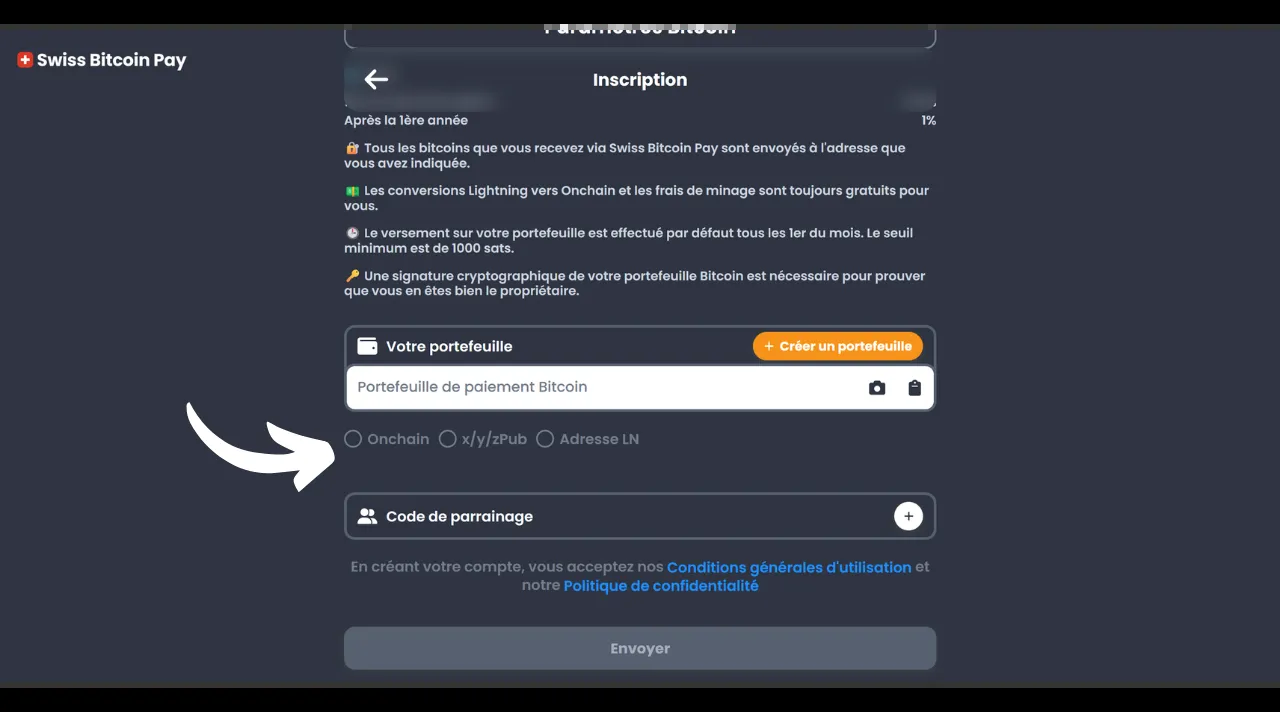 Paramètres Bitcoin
Swiss Bitcoin Pay
Inscription
Après la 1ère année
1%
🔐 Tous les bitcoins que vous recevez via Swiss Bitcoin Pay sont envoyés à l'adresse que
vous avez indiquée.
💵 Les conversions Lightning vers Onchain et les frais de minage sont toujours gratuits pour
vous.
🕒 Le versement sur votre portefeuille est effectué par défaut tous les 1er du mois. Le seuil
minimum est de 1000 sats.
🔑 Une signature cryptographique de votre portefeuille Bitcoin est nécessaire pour prouver
que vous en êtes bien le propriétaire.
Votre portefeuille
+ Créer un portefeuille
Portefeuille de paiement Bitcoin
Onchain x/y/zPub Adresse LN
Code de parrainage
+
En créant votre compte, vous acceptez nos Conditions générales d'utilisation et
notre Politique de confidentialité
Envoyer